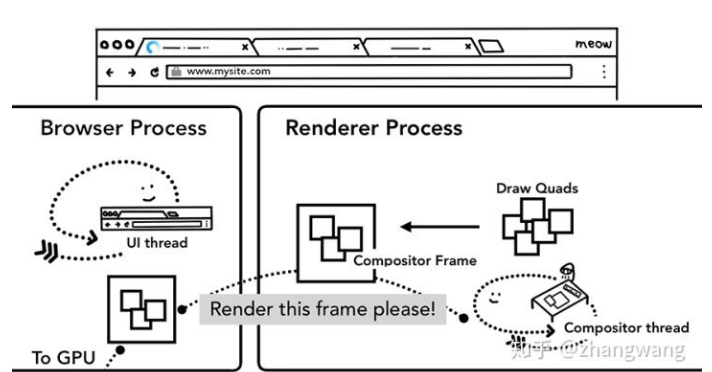 meow
www.mysite.com
Browser Process
Renderer Process
Draw Quads
UI thread
Compositor Frame
Render this frame please!
Compositor thread
To GPU
知乎 @zhangwang